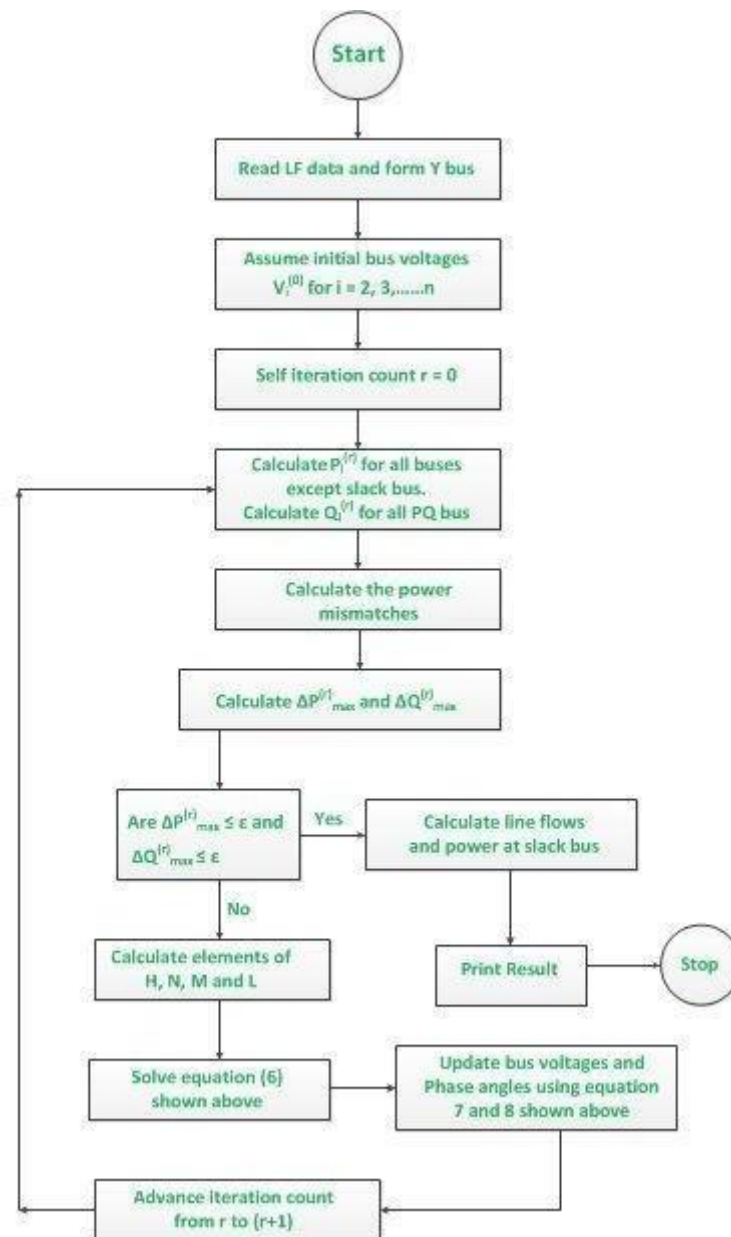 Start
Read LF data and form Y bus
Assume initial bus voltages
Vᵢ⁽⁰⁾ for i = 2, 3,......n
Self iteration count r = 0
Calculate Pᵢ⁽ʳ⁾ for all buses
except slack bus.
Calculate Qᵢ⁽ʳ⁾ for all PQ bus
Calculate the power
mismatches
Calculate ΔP⁽ʳ⁾max and ΔQ⁽ʳ⁾max
Are ΔP⁽ʳ⁾max ≤ ε and
ΔQ⁽ʳ⁾max ≤ ε
Yes
Calculate line flows
and power at slack bus
No
Calculate elements of
H, N, M and L
Print Result
Stop
Solve equation (6)
shown above
Update bus voltages and
Phase angles using equation
7 and 8 shown above
Advance iteration count
from r to (r+1)